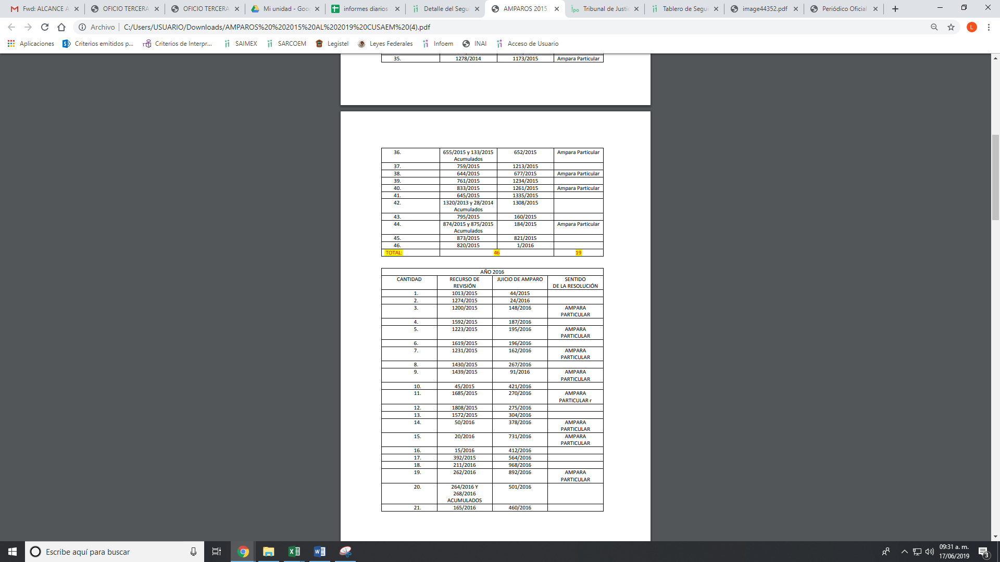 Fwd: ALCANCE A
OFICIO TERCERA
OFICIO TERCERA
Mi unidad - Goo
informes diarios
Detalle del Segui
AMPAROS 2015
Tribunal de Justic
Tablero de Segui
image44352.pdf
Periódico Oficial
Archivo | C:/Users/USUARIO/Downloads/AMPAROS%20%202015%20AL%202019%20CUSAEM%20(4).pdf
L
Aplicaciones Criterios emitidos p... Criterios de Interpr... SAIMEX SARCOEM Legistel Leyes Federales Infoem INAI Acceso de Usuario
35. 1278/2014 1173/2015 Ampara Particular
36. 655/2015 y 133/2015 652/2015 Ampara Particular
Acumulados
37. 759/2015 1213/2015
38. 644/2015 677/2015 Ampara Particular
39. 761/2015 1234/2015
40. 833/2015 1261/2015 Ampara Particular
41. 645/2015 1335/2015
42. 1320/2013 y 28/2014 1308/2015
Acumulados
43. 795/2015 160/2015
44. 874/2015 y 875/2015 184/2015 Ampara Particular
Acumulados
45. 873/2015 821/2015
46. 820/2015 1/2016
TOTAL: 46 19
AÑO 2016
CANTIDAD RECURSO DE JUICIO DE AMPARO SENTIDO
REVISIÓN DE LA RESOLUCIÓN
1. 1013/2015 44/2015
2. 1274/2015 24/2016
3. 1200/2015 148/2016 AMPARA
PARTICULAR
4. 1592/2015 187/2016
5. 1223/2015 195/2016 AMPARA
PARTICULAR
6. 1619/2015 196/2016
7. 1231/2015 162/2016 AMPARA
PARTICULAR
8. 1430/2015 267/2016
9. 1439/2015 91/2016 AMPARA
PARTICULAR
10. 45/2015 421/2016
11. 1685/2015 270/2016 AMPARA
PARTICULAR r
12. 1808/2015 275/2016
13. 1572/2015 304/2016
14. 50/2016 378/2016 AMPARA
PARTICULAR
15. 20/2016 731/2016 AMPARA
PARTICULAR
16. 15/2016 412/2016
17. 392/2015 564/2016
18. 211/2016 968/2016
19. 262/2016 892/2016 AMPARA
PARTICULAR
20. 264/2016 Y 501/2016
268/2016
ACUMULADOS
21. 165/2016 460/2016
Escribe aquí para buscar
09:31 a. m.
17/06/2019
3